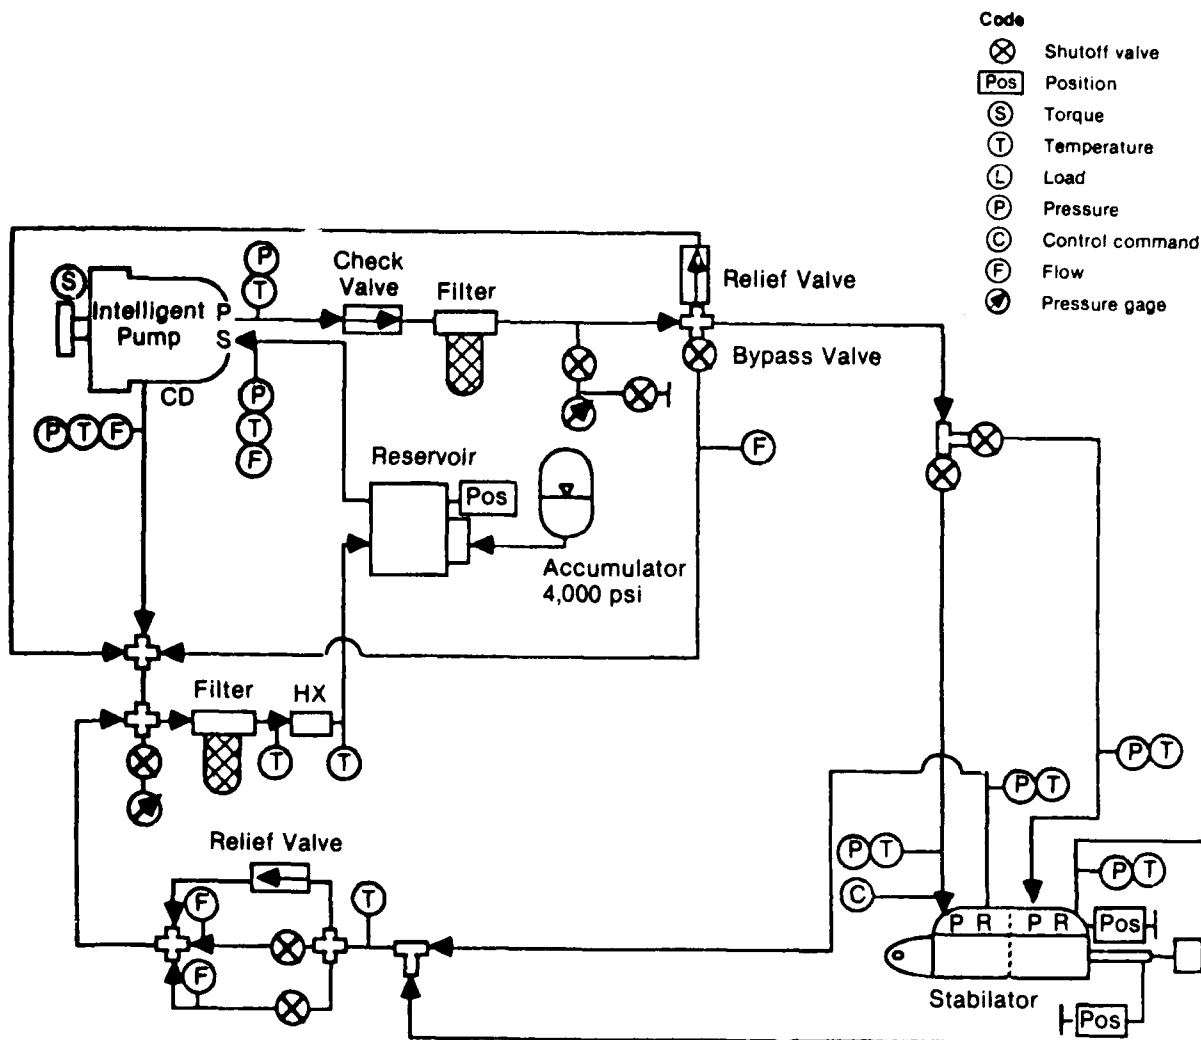 Code
Shutoff valve
Pos Position
S Torque
T Temperature
L Load
P Pressure
C Control command
F Flow
Pressure gage
P
T
S
Check
Valve
Filter
Relief Valve
Intelligent P
Pump S
Bypass Valve
CD
P
T
F
P T F
F
Reservoir
Pos
Accumulator
4,000 psi
Filter HX
T T
P T
P T
Relief Valve
P T
P T
C
T
F
P R P R Pos
F
Stabilator
Pos